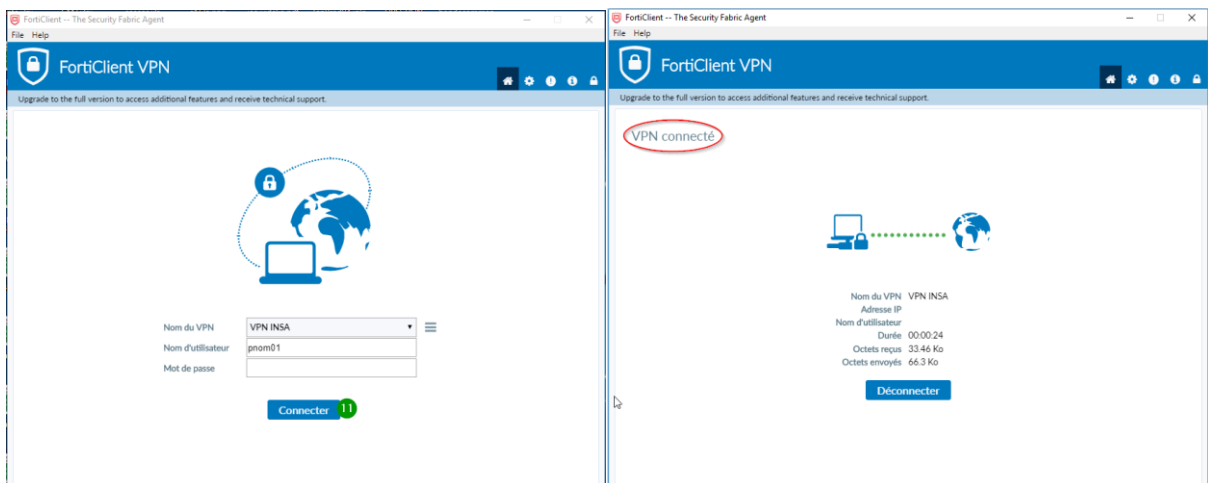 FortiClient -- The Security Fabric Agent
File Help
FortiClient VPN
Upgrade to the full version to access additional features and receive technical support.
Nom du VPN VPN INSA
Nom d'utilisateur pnom01
Mot de passe
Connecter 11
FortiClient -- The Security Fabric Agent
File Help
FortiClient VPN
Upgrade to the full version to access additional features and receive technical support.
VPN connecté
Nom du VPN VPN INSA
Adresse IP
Nom d'utilisateur
Durée 00:00:24
Octets reçus 33.46 Ko
Octets envoyés 66.3 Ko
Déconnecter